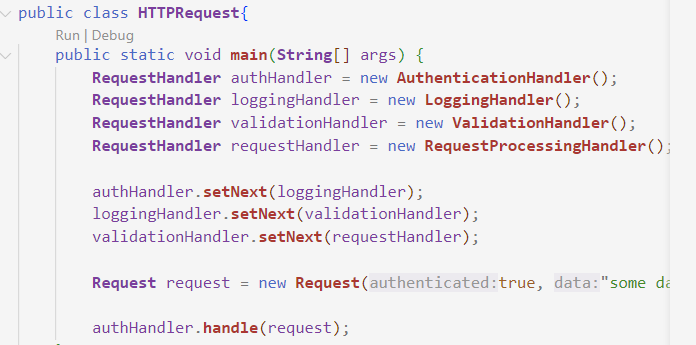 public class HTTPRequest{
Run | Debug
public static void main(String[] args) {
RequestHandler authHandler = new AuthenticationHandler();
RequestHandler loggingHandler = new LoggingHandler();
RequestHandler validationHandler = new ValidationHandler();
RequestHandler requestHandler = new RequestProcessingHandler();
authHandler.setNext(loggingHandler);
loggingHandler.setNext(validationHandler);
validationHandler.setNext(requestHandler);
Request request = new Request(authenticated:true, data:"some da
authHandler.handle(request);